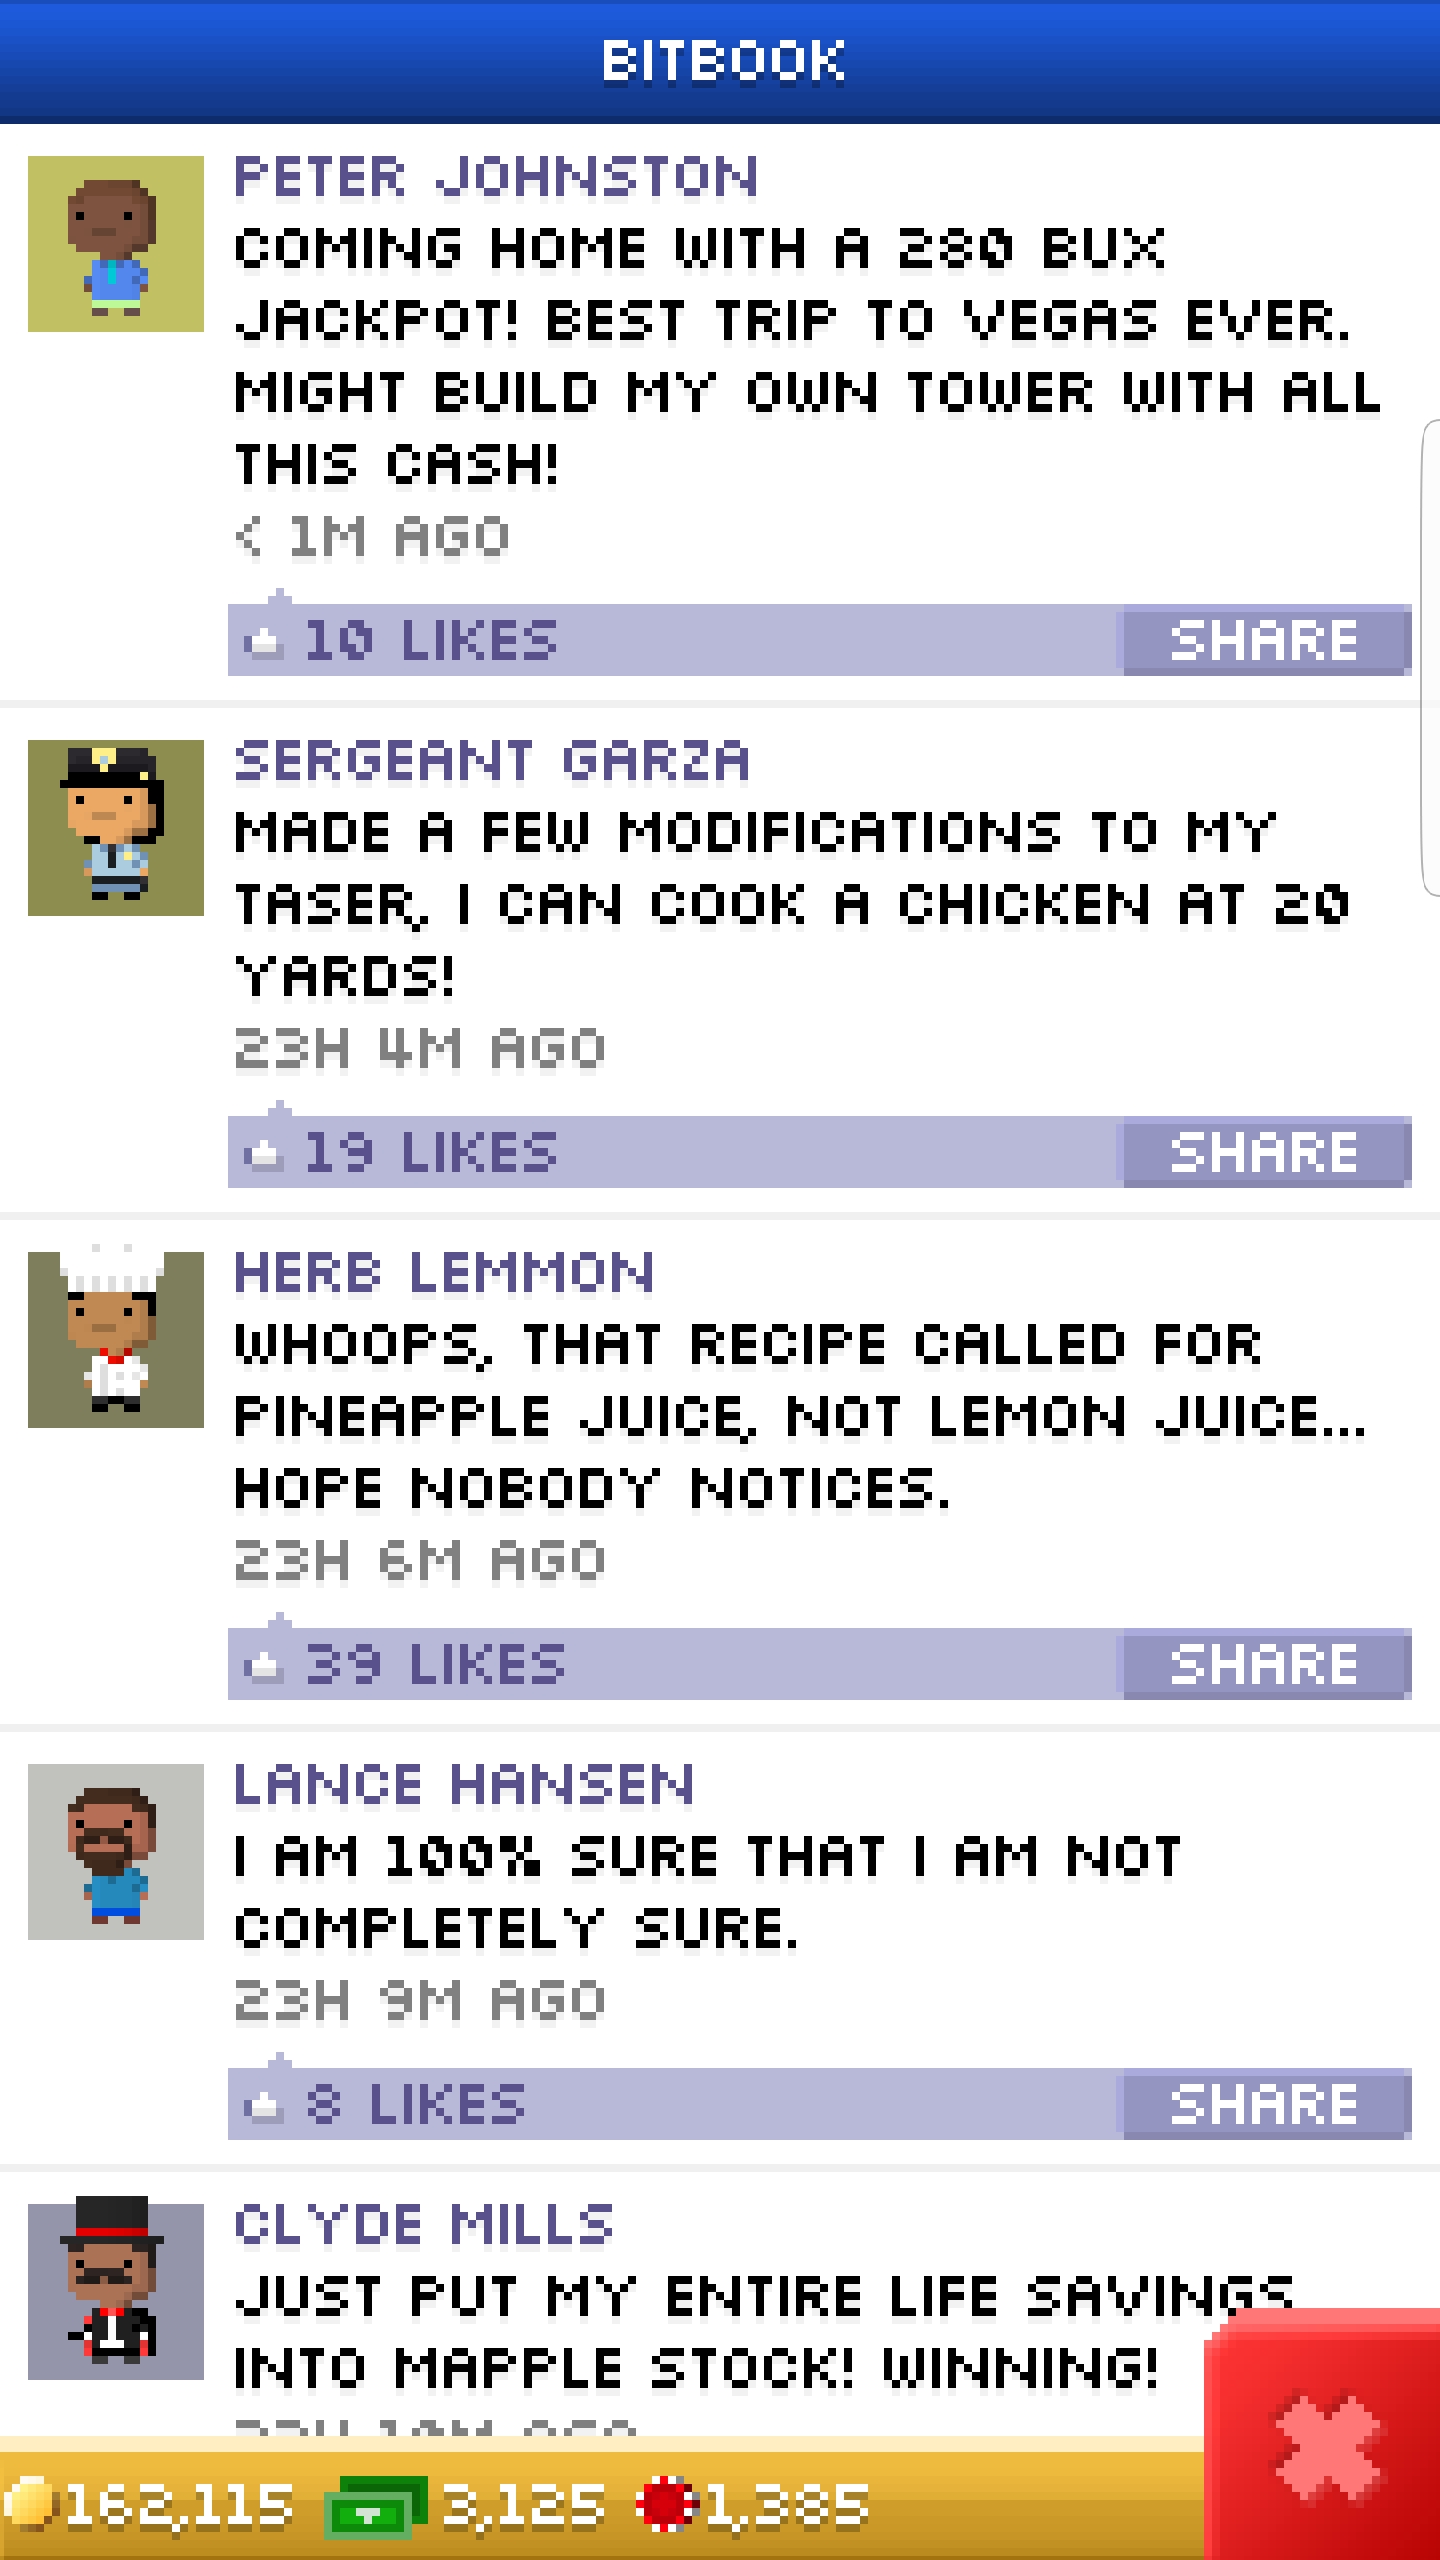 BITBOOK
PETER JOHNSTON
COMING HOME WITH A 280 BUX
JACKPOT! BEST TRIP TO VEGAS EVER.
MIGHT BUILD MY OWN TOWER WITH ALL
THIS CASH!
< 1M AGO
10 LIKES
SHARE
SERGEANT GARZA
MADE A FEW MODIFICATIONS TO MY
TASER, I CAN COOK A CHICKEN AT 20
YARDS!
23H 4M AGO
19 LIKES
SHARE
HERB LEMMON
WHOOPS, THAT RECIPE CALLED FOR
PINEAPPLE JUICE, NOT LEMON JUICE...
HOPE NOBODY NOTICES.
23H 6M AGO
39 LIKES
SHARE
LANCE HANSEN
I AM 100% SURE THAT I AM NOT
COMPLETELY SURE.
23H 9M AGO
8 LIKES
SHARE
CLYDE MILLS
JUST PUT MY ENTIRE LIFE SAVINGS
INTO MAPPLE STOCK! WINNING!
162,115 3,125 1,385